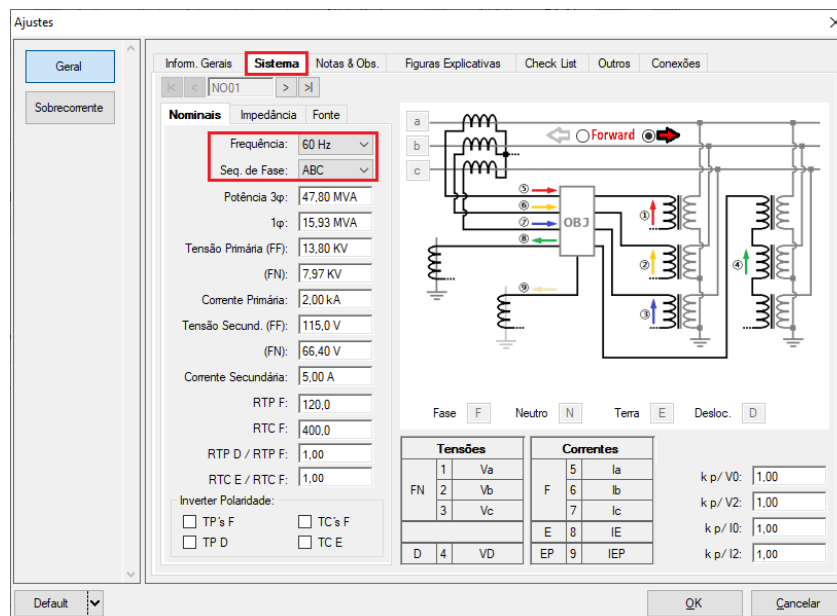 Ajustes
Geral
Sobrecorrente
Inform. Gerais Sistema Notas & Obs. Figuras Explicativas Check List Outros Conexões
|< < NO01 > >|
Nominais Impedância Fonte
Frequência: 60 Hz
Seq. de Fase: ABC
Potência 3φ: 47,80 MVA
1φ: 15,93 MVA
Tensão Primária (FF): 13,80 KV
(FN): 7,97 KV
Corrente Primária: 2,00 kA
Tensão Secund. (FF): 115,0 V
(FN): 66,40 V
Corrente Secundária: 5,00 A
RTP F: 120,0
RTC F: 400,0
RTP D / RTP F: 1,00
RTC E / RTC F: 1,00
Inverter Polaridade:
TP´s F TC´s F
TP D TC E
a
b
c
Forward
⑤
⑥
⑦
⑧
⑨
OBJ
①
②
③
④
Fase F Neutro N Terra E Desloc. D
Tensões
FN 1 Va
2 Vb
3 Vc
D 4 VD
Correntes
F 5 Ia
6 Ib
7 Ic
E 8 IE
EP 9 IEP
k p/ V0: 1,00
k p/ V2: 1,00
k p/ I0: 1,00
k p/ I2: 1,00
Default
OK Cancelar